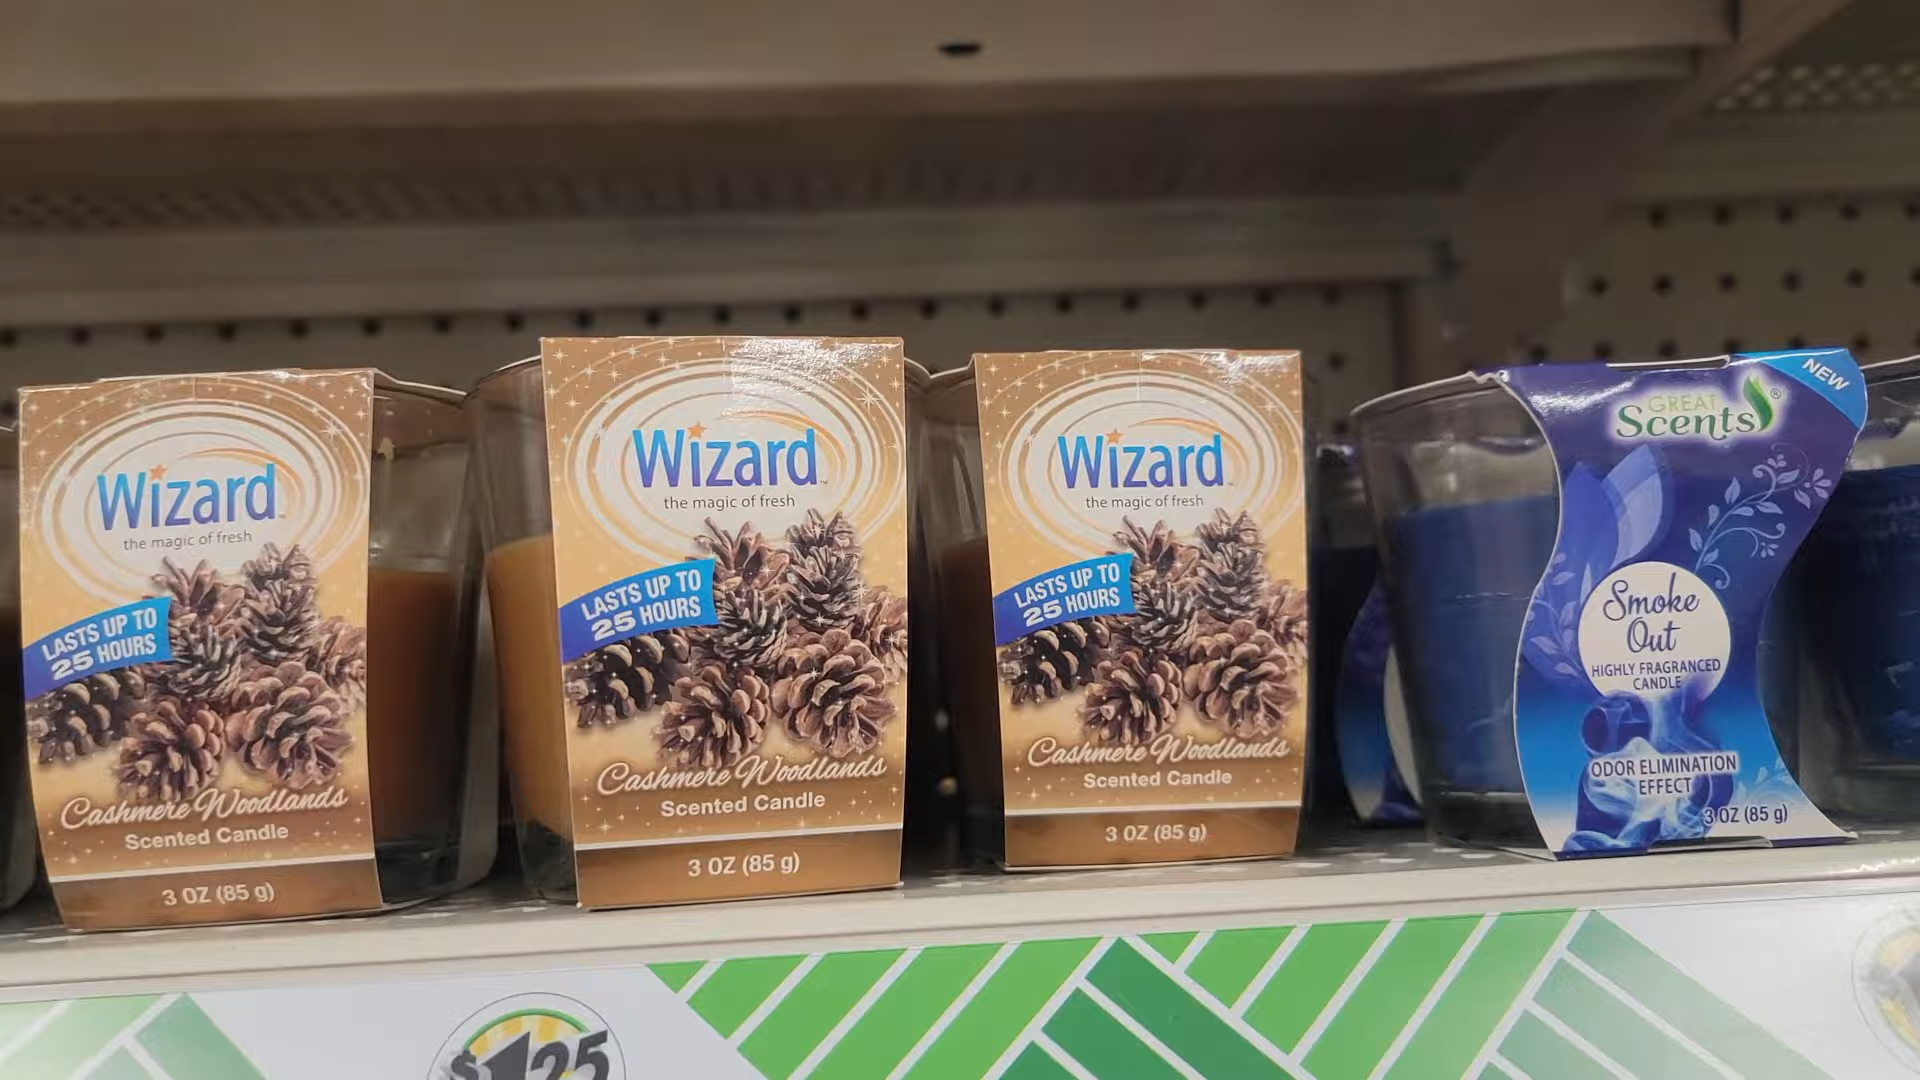 Wizard
the magic of fresh
LASTS UP TO
25 HOURS
Cashmere Woodlands
Scented Candle
3 OZ (85 g)
Wizard™
the magic of fresh
LASTS UP TO
25 HOURS
Cashmere Woodlands
Scented Candle
3 OZ (85 g)
Wizard
the magic of fresh
LASTS UP TO
25 HOURS
Cashmere Woodlands
Scented Candle
3 OZ (85 g)
NEW
GREAT
Scents®
Smoke
Out
HIGHLY FRAGRANCED
CANDLE
ODOR ELIMINATION
EFFECT
3 OZ (85 g)
$1.25